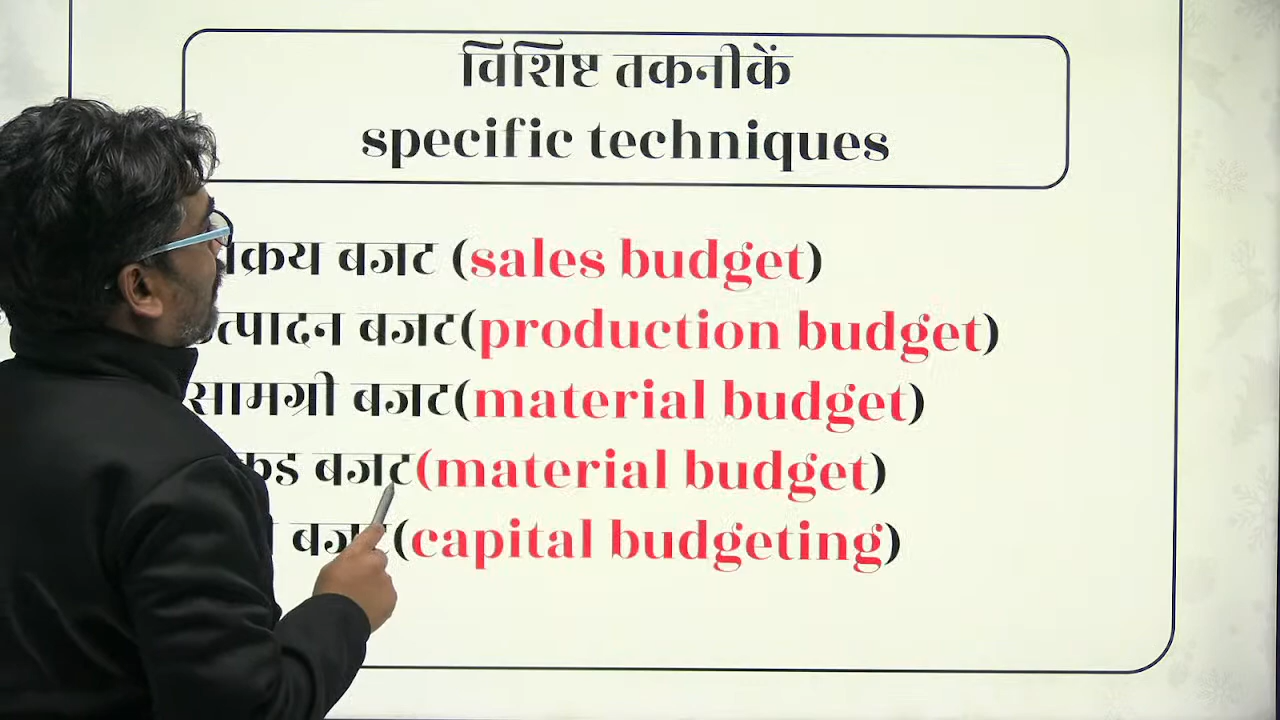 विशिष्ट तकनीकें
specific techniques
बजट (sales budget)
बजट(production budget)
सामग्री बजट(material budget)
बजट(material budget)
(capital budgeting)